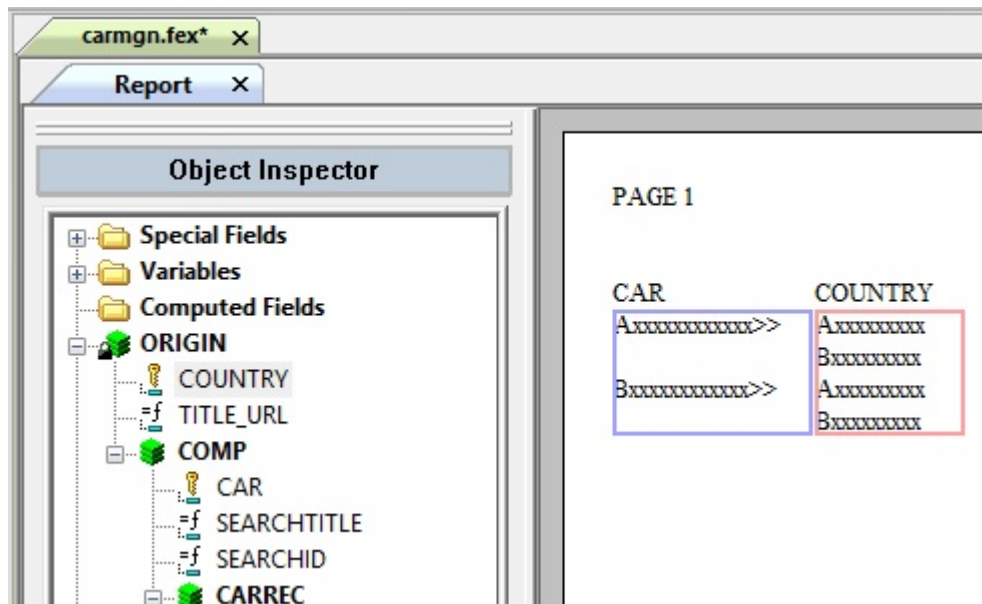 carmgn.fex* x
Report x
Object Inspector
Special Fields
Variables
Computed Fields
ORIGIN
COUNTRY
=f TITLE_URL
COMP
CAR
=f SEARCHTITLE
=f SEARCHID
CARREC
PAGE 1
CAR COUNTRY
Axxxxxxxxxxxx>> Axxxxxxxxx
Bxxxxxxxxx
Bxxxxxxxxxxxx>> Axxxxxxxxx
Bxxxxxxxxx